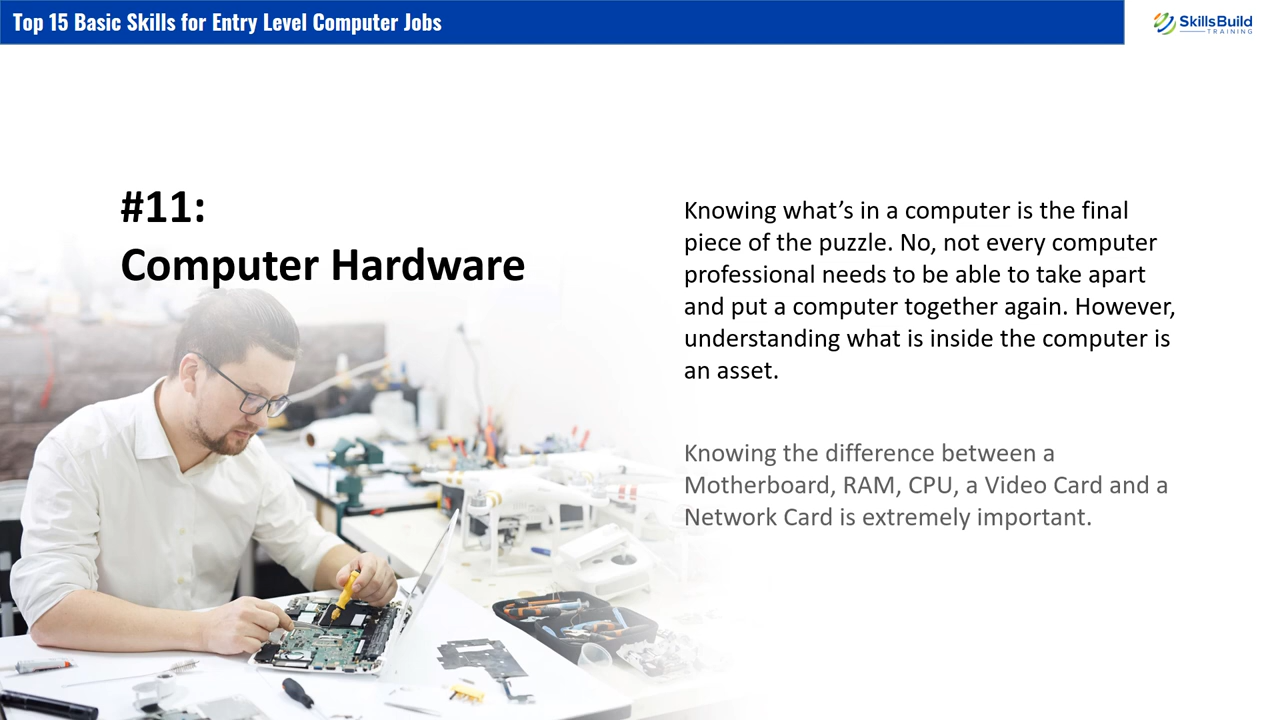 Top 15 Basic Skills for Entry Level Computer Jobs
SkillsBuild
TRAINING
#11:
Computer Hardware
Knowing what’s in a computer is the final
piece of the puzzle. No, not every computer
professional needs to be able to take apart
and put a computer together again. However,
understanding what is inside the computer is
an asset.
Knowing the difference between a
Motherboard, RAM, CPU, a Video Card and a
Network Card is extremely important.